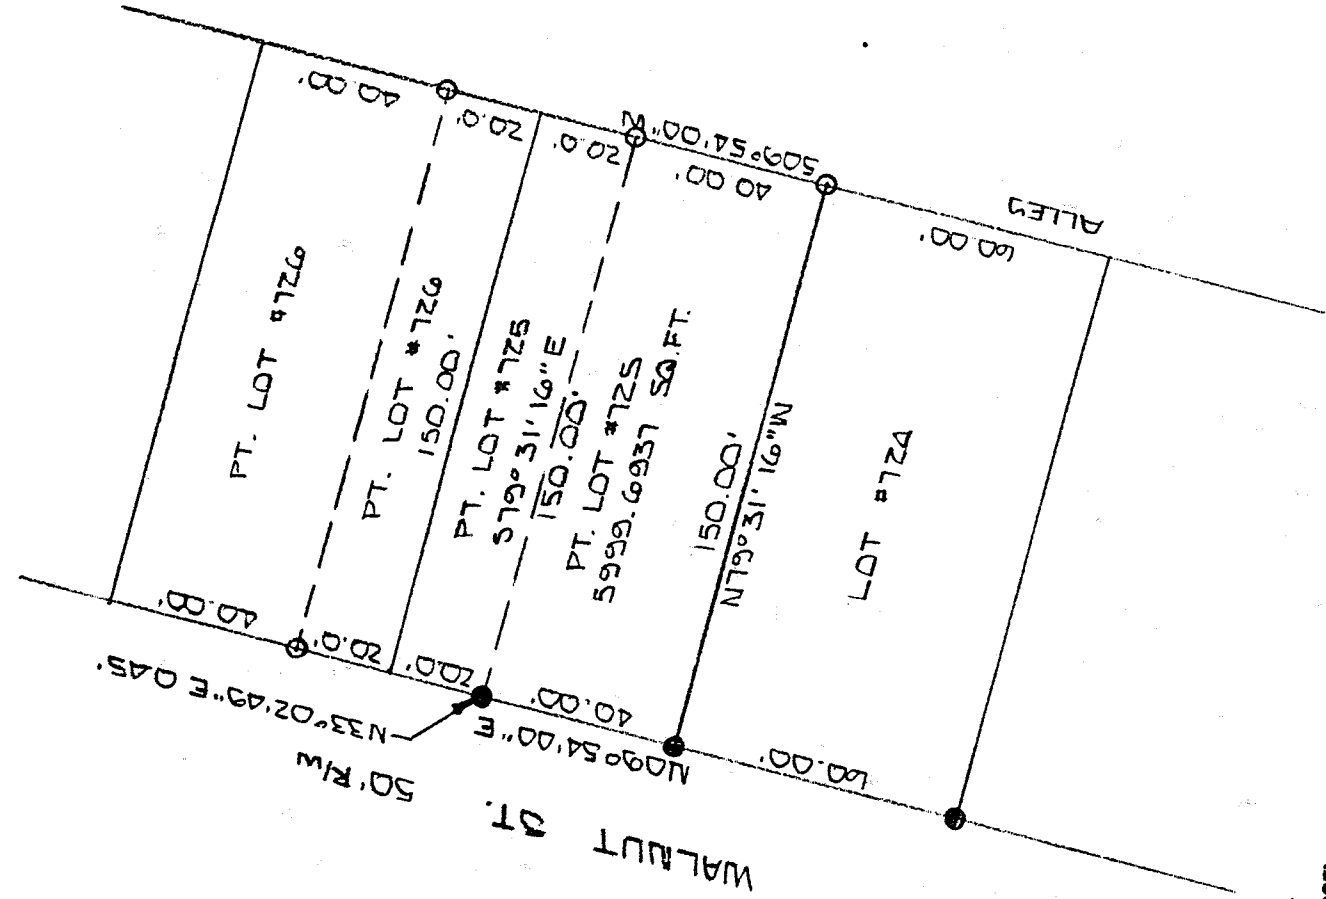 40.00'
20.0'
20.0'
S09°54'00"W
40.00'
ALLEY
60.00'
PT. LOT #726
PT. LOT #726
150.00'
PT. LOT #725
S79°31'16"E
150.00'
PT. LOT #725
5999.6937 SQ.FT.
150.00'
N79°31'16"W
LOT #724
40.00'
20.0'
20.0'
40.00'
60.00'
N33°02'49"E 0.45'
N09°54'00"E
50'R/W
WALNUT ST.